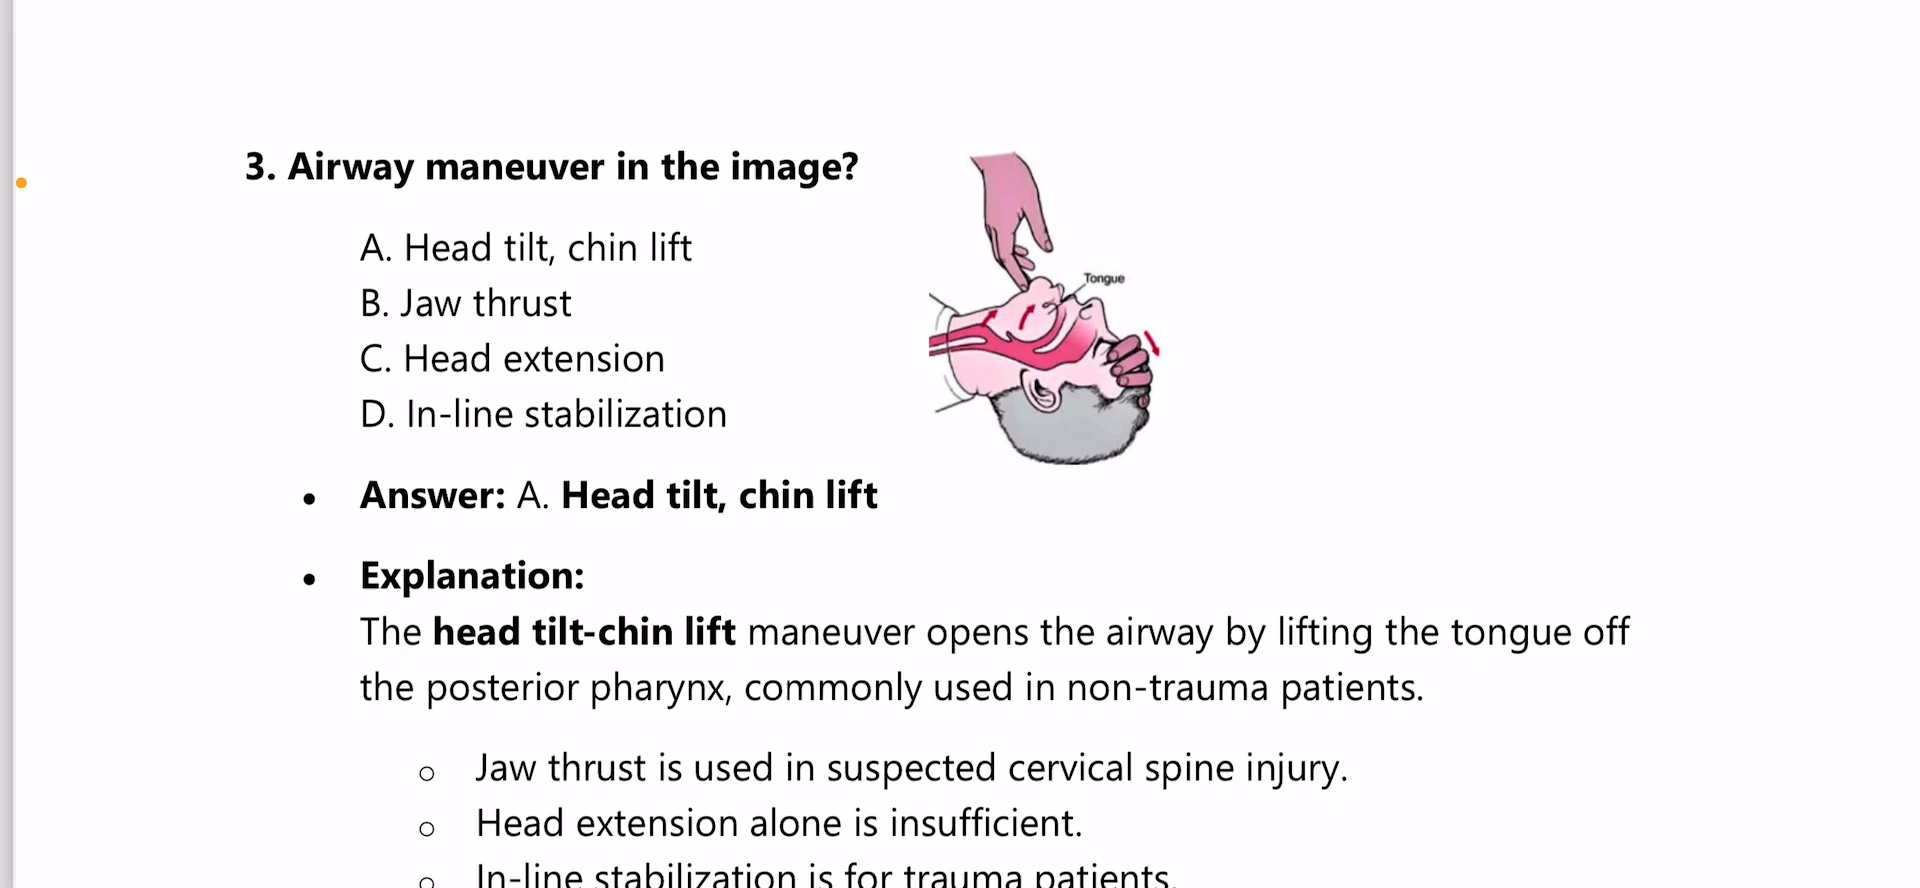 3. Airway maneuver in the image?
A. Head tilt, chin lift
B. Jaw thrust
C. Head extension
D. In-line stabilization
Tongue
• Answer: A. Head tilt, chin lift
• Explanation:
The head tilt-chin lift maneuver opens the airway by lifting the tongue off
the posterior pharynx, commonly used in non-trauma patients.
○ Jaw thrust is used in suspected cervical spine injury.
○ Head extension alone is insufficient.
○ In-line stabilization is for trauma patients.